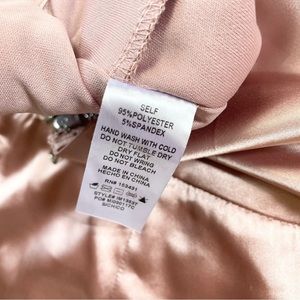 SELF
95%POLYESTER
5%SPANDEX
HAND WASH WITH COLD
DO NOT TUMBLE DRY
DRY FLAT
DO NOT WRING
DO NOT BLEACH
MADE IN CHINA
HECHO EN CHINA
RN# 153491